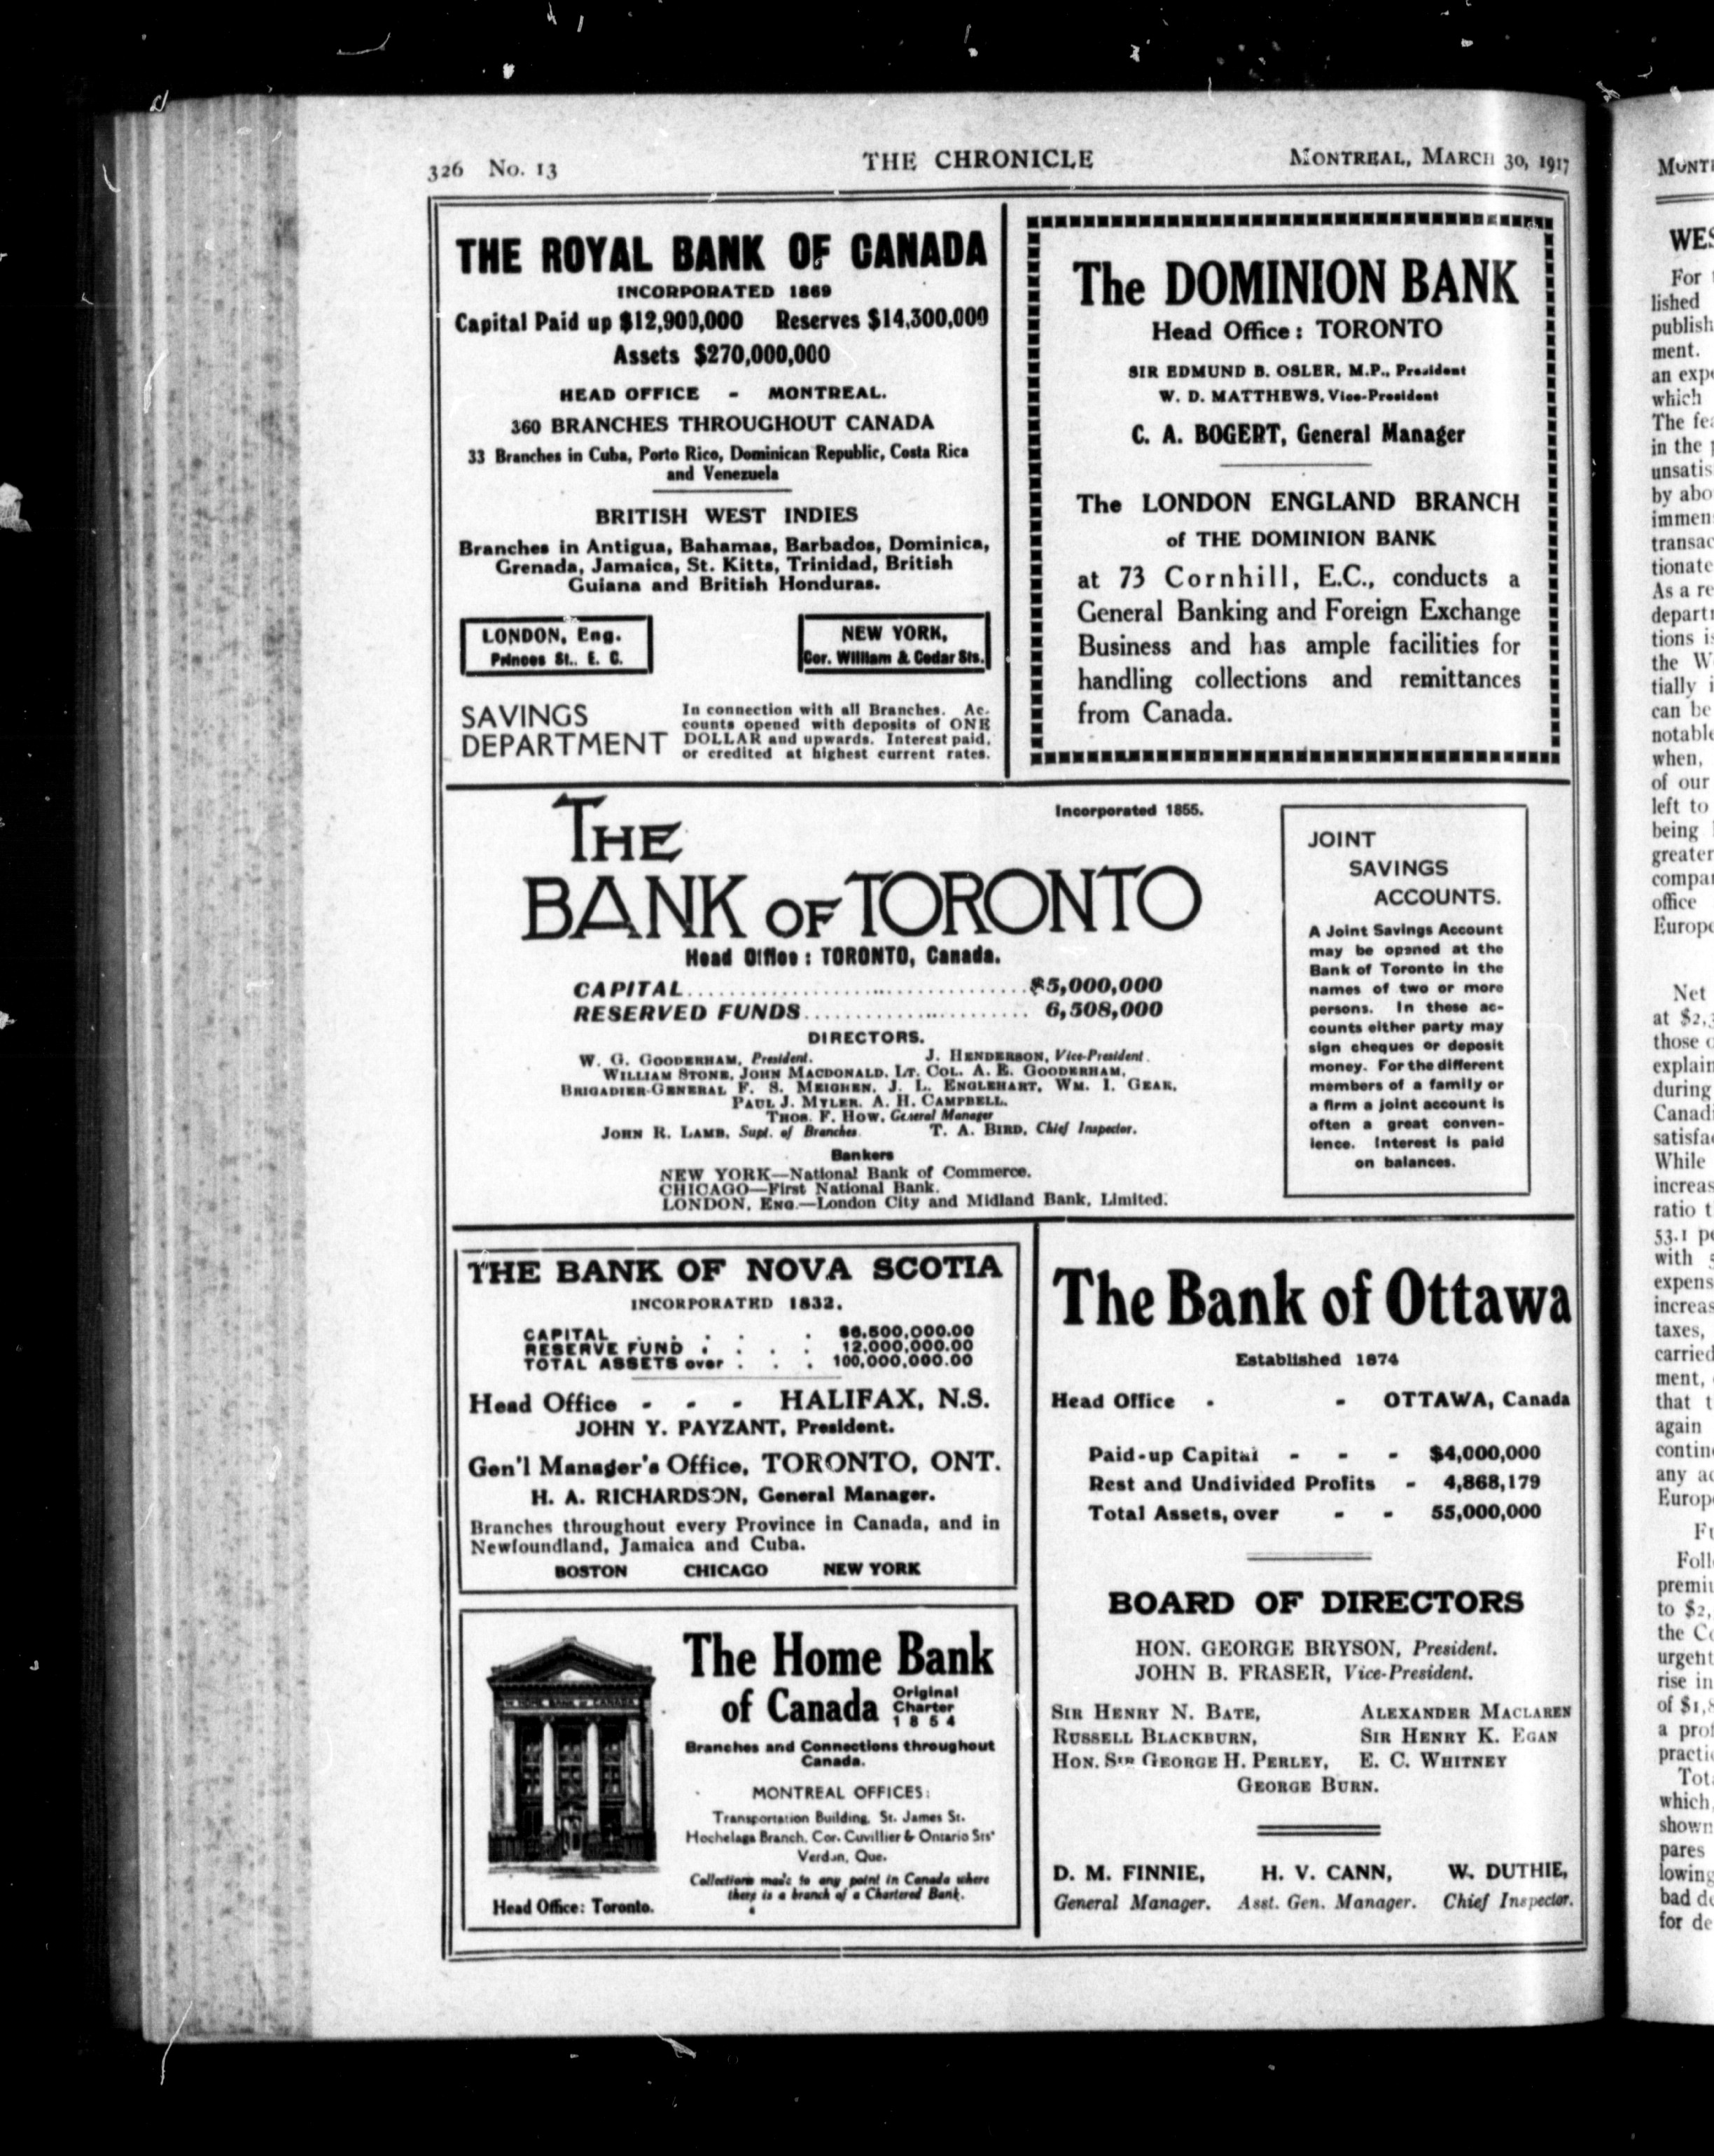 326 No. 13
THE CHRONICLE
MONTREAL, MARCH 30, 1917
THE ROYAL BANK OF CANADA
INCORPORATED 1869
Capital Paid up $12,900,000 Reserves $14,300,000
Assets $270,000,000
HEAD OFFICE - MONTREAL.
360 BRANCHES THROUGHOUT CANADA
33 Branches in Cuba, Porto Rico, Dominican Republic, Costa Rica
and Venezuela
BRITISH WEST INDIES
Branches in Antigua, Bahamas, Barbados, Dominica,
Grenada, Jamaica, St. Kitts, Trinidad, British
Guiana and British Honduras.
LONDON, Eng.
Princes St., E. C.
NEW YORK,
Cor. William & Cedar Sts.
SAVINGS
DEPARTMENT
In connection with all Branches. Ac-
counts opened with deposits of ONE
DOLLAR and upwards. Interest paid,
or credited at highest current rates.
The DOMINION BANK
Head Office: TORONTO
SIR EDMUND B. OSLER, M.P., President
W. D. MATTHEWS, Vice-President
C. A. BOGERT, General Manager
The LONDON ENGLAND BRANCH
of THE DOMINION BANK
at 73 Cornhill, E.C., conducts a
General Banking and Foreign Exchange
Business and has ample facilities for
handling collections and remittances
from Canada.
Incorporated 1855.
THE
BANK OF TORONTO
Head Office: TORONTO, Canada.
CAPITAL........................................$5,000,000
RESERVED FUNDS.......................... 6,508,000
DIRECTORS.
W. G. GOODERHAM, President. J. HENDERSON, Vice-President.
WILLIAM STONE, JOHN MACDONALD, LT. COL. A. E. GOODERHAM,
BRIGADIER-GENERAL F. S. MEIGHEN, J. L. ENGLEHART, WM. I. GEAR,
PAUL J. MYLER, A. H. CAMPBELL.
THOS. F. HOW, General Manager
JOHN R. LAMB, Supt. of Branches. T. A. BIRD, Chief Inspector.
Bankers
NEW YORK—National Bank of Commerce.
CHICAGO—First National Bank.
LONDON, ENG.—London City and Midland Bank, Limited.
JOINT
SAVINGS
ACCOUNTS.
A Joint Savings Account
may be opened at the
Bank of Toronto in the
names of two or more
persons. In these ac-
counts either party may
sign cheques or deposit
money. For the different
members of a family or
a firm a joint account is
often a great conven-
ience. Interest is paid
on balances.
THE BANK OF NOVA SCOTIA
INCORPORATED 1832.
CAPITAL . . . . . $6,500,000.00
RESERVE FUND . . . . 12,000,000.00
TOTAL ASSETS over . . . 100,000,000.00
Head Office - - - HALIFAX, N.S.
JOHN Y. PAYZANT, President.
Gen'l Manager's Office, TORONTO, ONT.
H. A. RICHARDSON, General Manager.
Branches throughout every Province in Canada, and in
Newfoundland, Jamaica and Cuba.
BOSTON CHICAGO NEW YORK
HOME BANK OF CANADA
Head Office: Toronto.
The Home Bank
of Canada Original
Charter
1854
Branches and Connections throughout
Canada.
MONTREAL OFFICES:
Transportation Building, St. James St.
Hochelaga Branch, Cor. Cuvillier & Ontario Sts.
Verdun, Que.
Collections made to any point in Canada where
there is a branch of a Chartered Bank.
The Bank of Ottawa
Established 1874
Head Office - - OTTAWA, Canada
Paid-up Capital - - - $4,000,000
Rest and Undivided Profits - 4,868,179
Total Assets, over - - 55,000,000
BOARD OF DIRECTORS
HON. GEORGE BRYSON, President.
JOHN B. FRASER, Vice-President.
SIR HENRY N. BATE, ALEXANDER MACLAREN
RUSSELL BLACKBURN, SIR HENRY K. EGAN
HON. SIR GEORGE H. PERLEY, E. C. WHITNEY
GEORGE BURN.
D. M. FINNIE, H. V. CANN, W. DUTHIE,
General Manager. Asst. Gen. Manager. Chief Inspector.